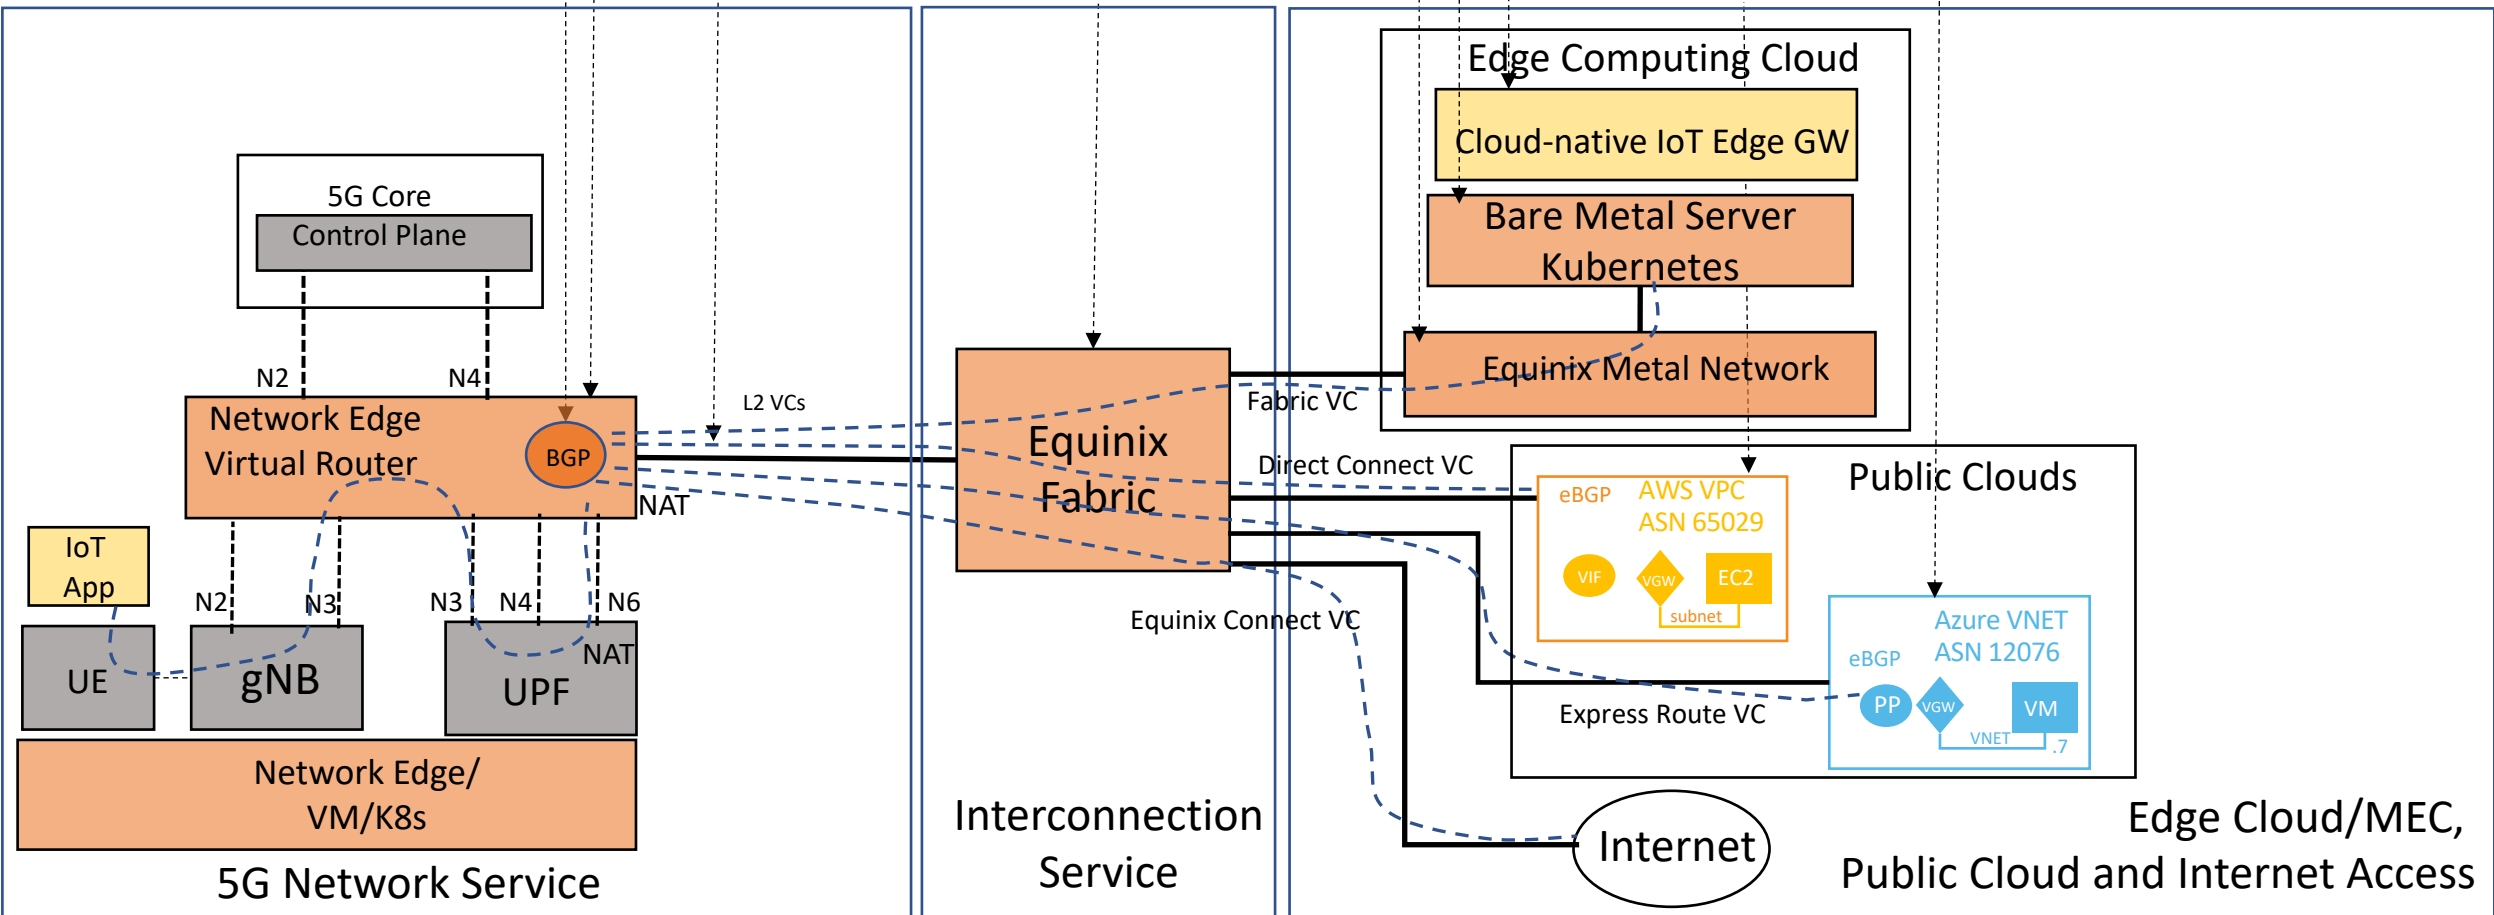 5G Core
Control Plane
N2
N4
Network Edge
Virtual Router
BGP
NAT
L2 VCs
IoT
App
N2
N3
N3
N4
N6
UE
gNB
UPF
NAT
Network Edge/
VM/K8s
5G Network Service
Equinix
Fabric
Interconnection
Service
Fabric VC
Direct Connect VC
Equinix Connect VC
Express Route VC
Edge Computing Cloud
Cloud-native IoT Edge GW
Bare Metal Server
Kubernetes
Equinix Metal Network
Public Clouds
eBGP
AWS VPC
ASN 65029
VIF
VGW
EC2
subnet
Azure VNET
ASN 12076
eBGP
PP
VGW
VM
VNET
.7
Internet
Edge Cloud/MEC,
Public Cloud and Internet Access